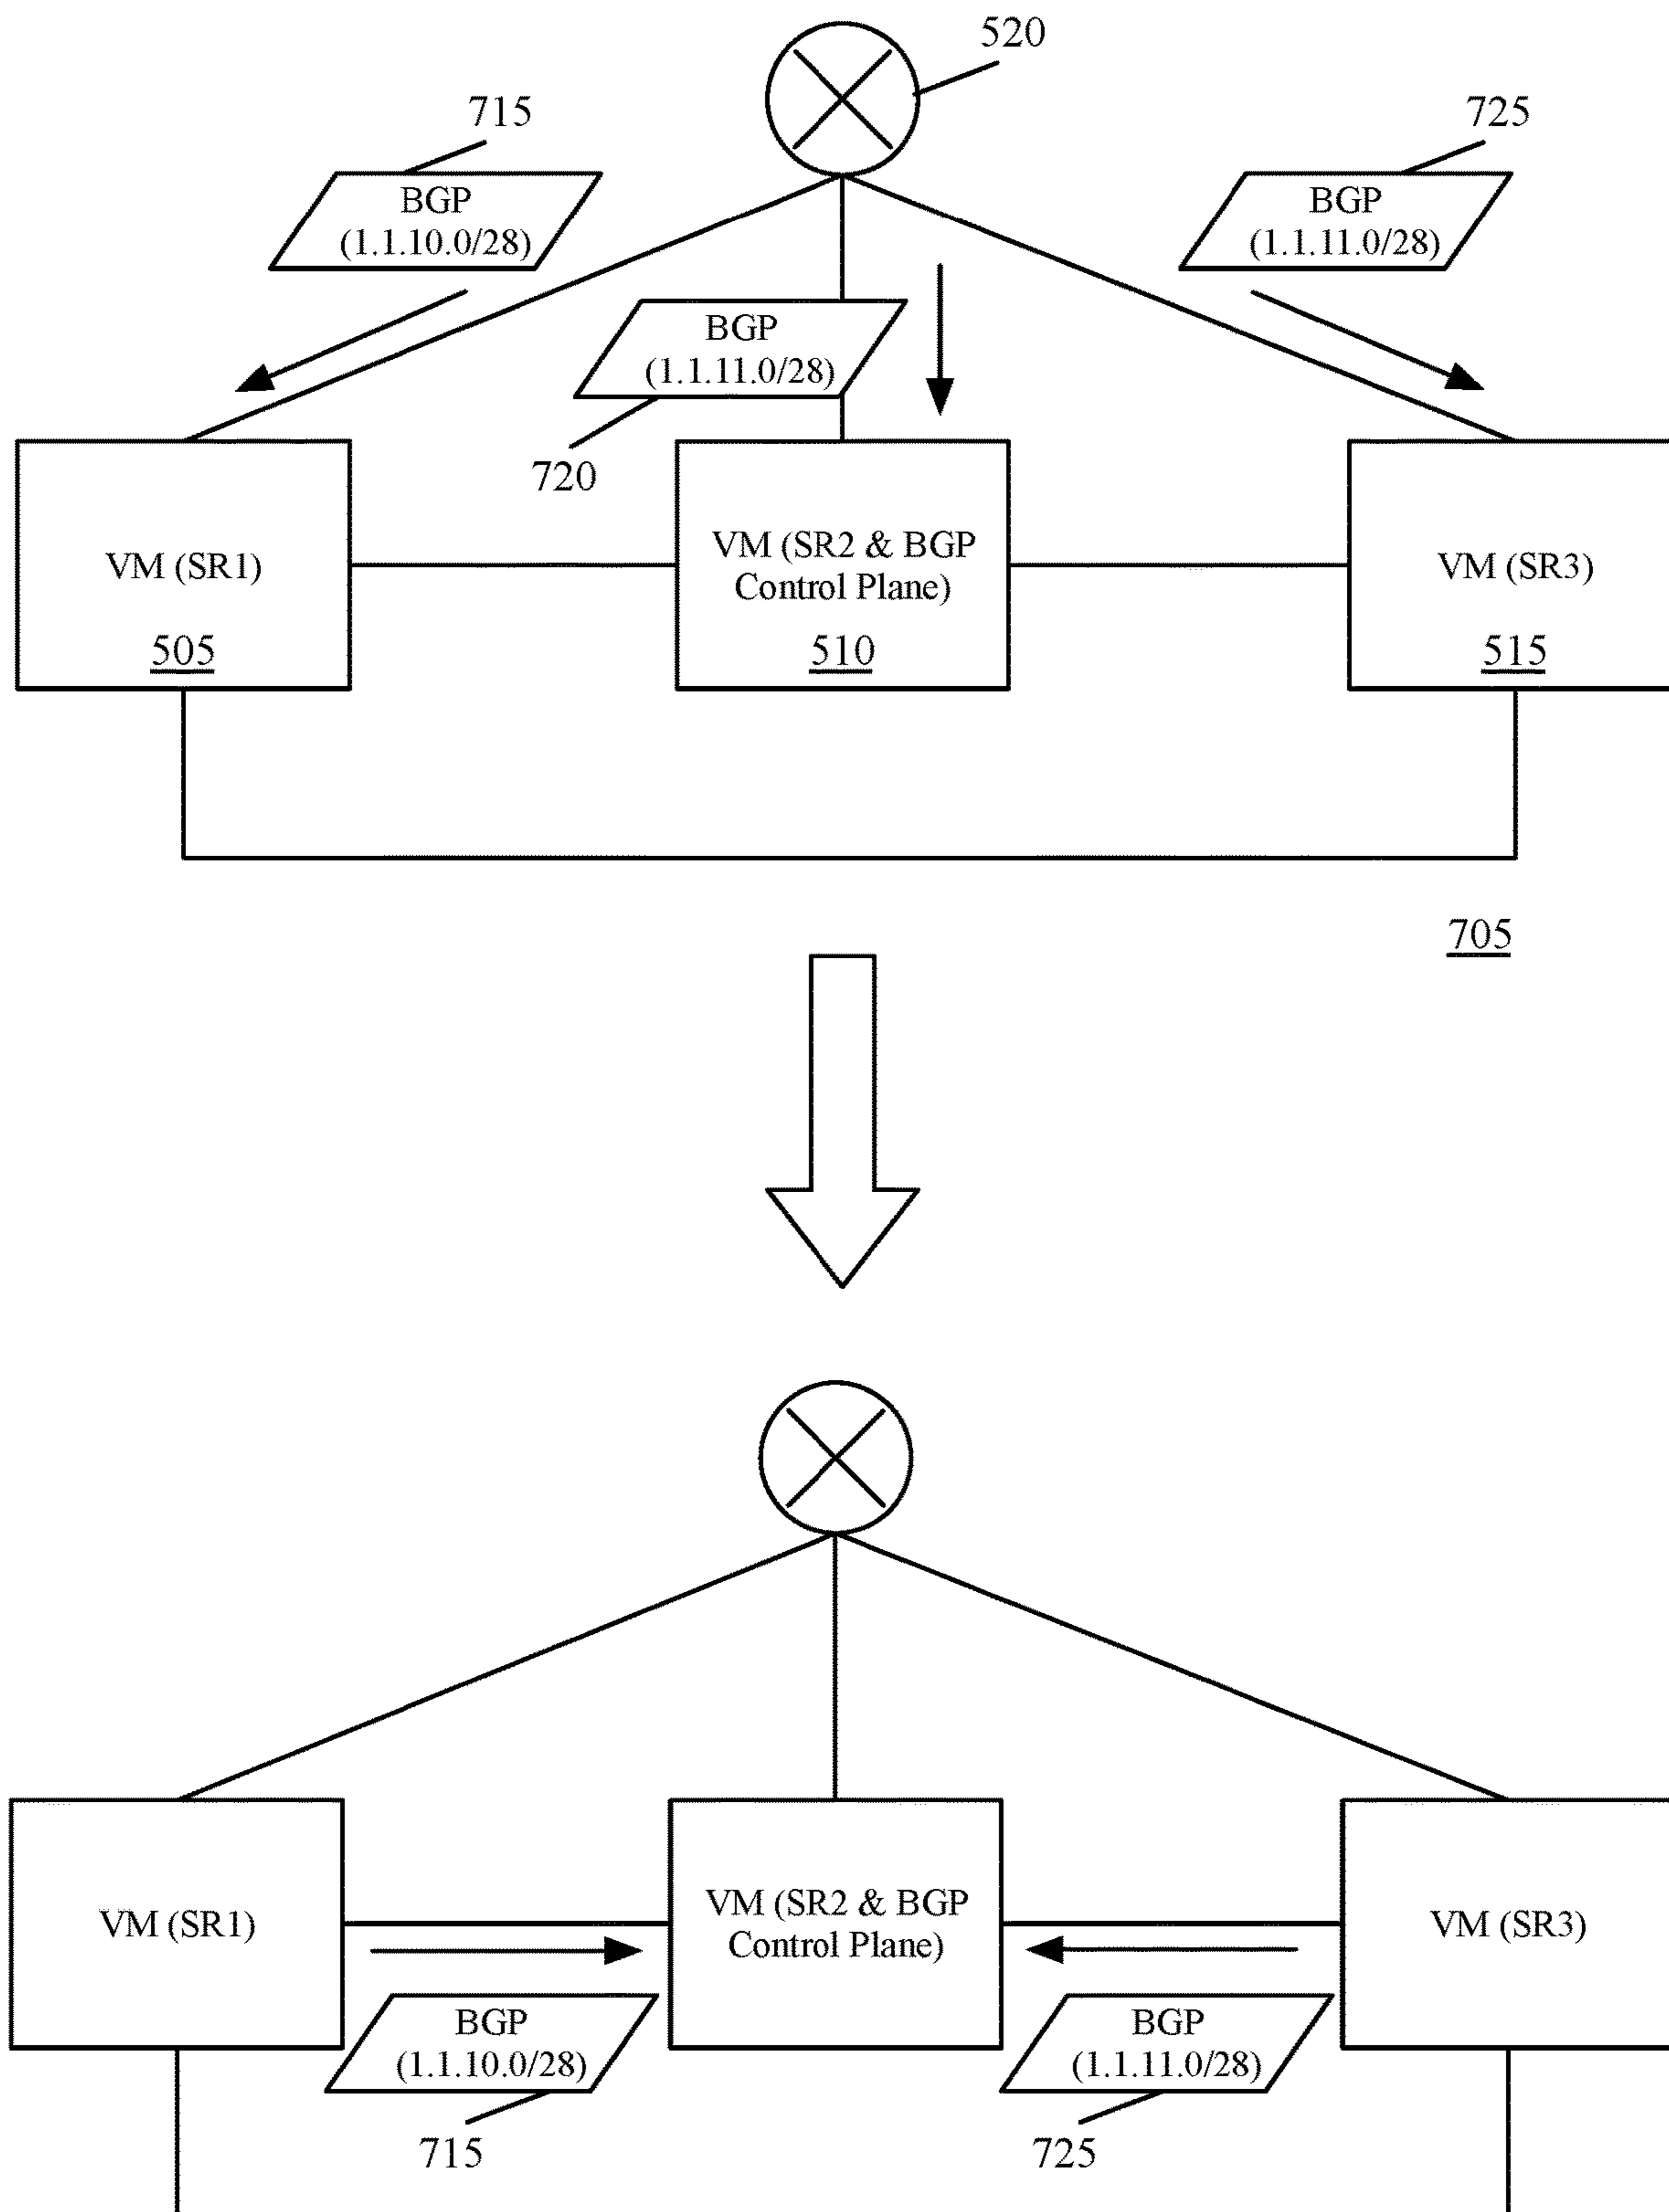 520
715
725
BGP
(1.1.10.0/28)
BGP
(1.1.11.0/28)
BGP
(1.1.11.0/28)
720
VM (SR1)
505
VM (SR2 & BGP
Control Plane)
510
VM (SR3)
515
705
VM (SR1)
VM (SR2 & BGP
Control Plane)
VM (SR3)
BGP
(1.1.10.0/28)
BGP
(1.1.11.0/28)
715
725